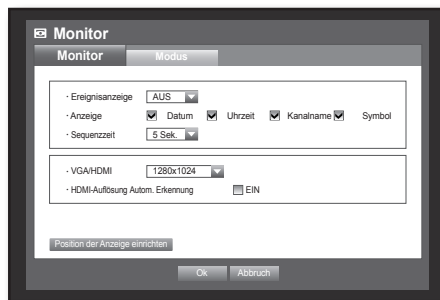 Monitor
Monitor Modus
· Ereignisanzeige AUS
· Anzeige Datum Uhrzeit Kanalname Symbol
· Sequenzzeit 5 Sek.
· VGA/HDMI 1280x1024
· HDMI-Auflösung Autom. Erkennung EIN
Position der Anzeige einrichten
Ok Abbruch